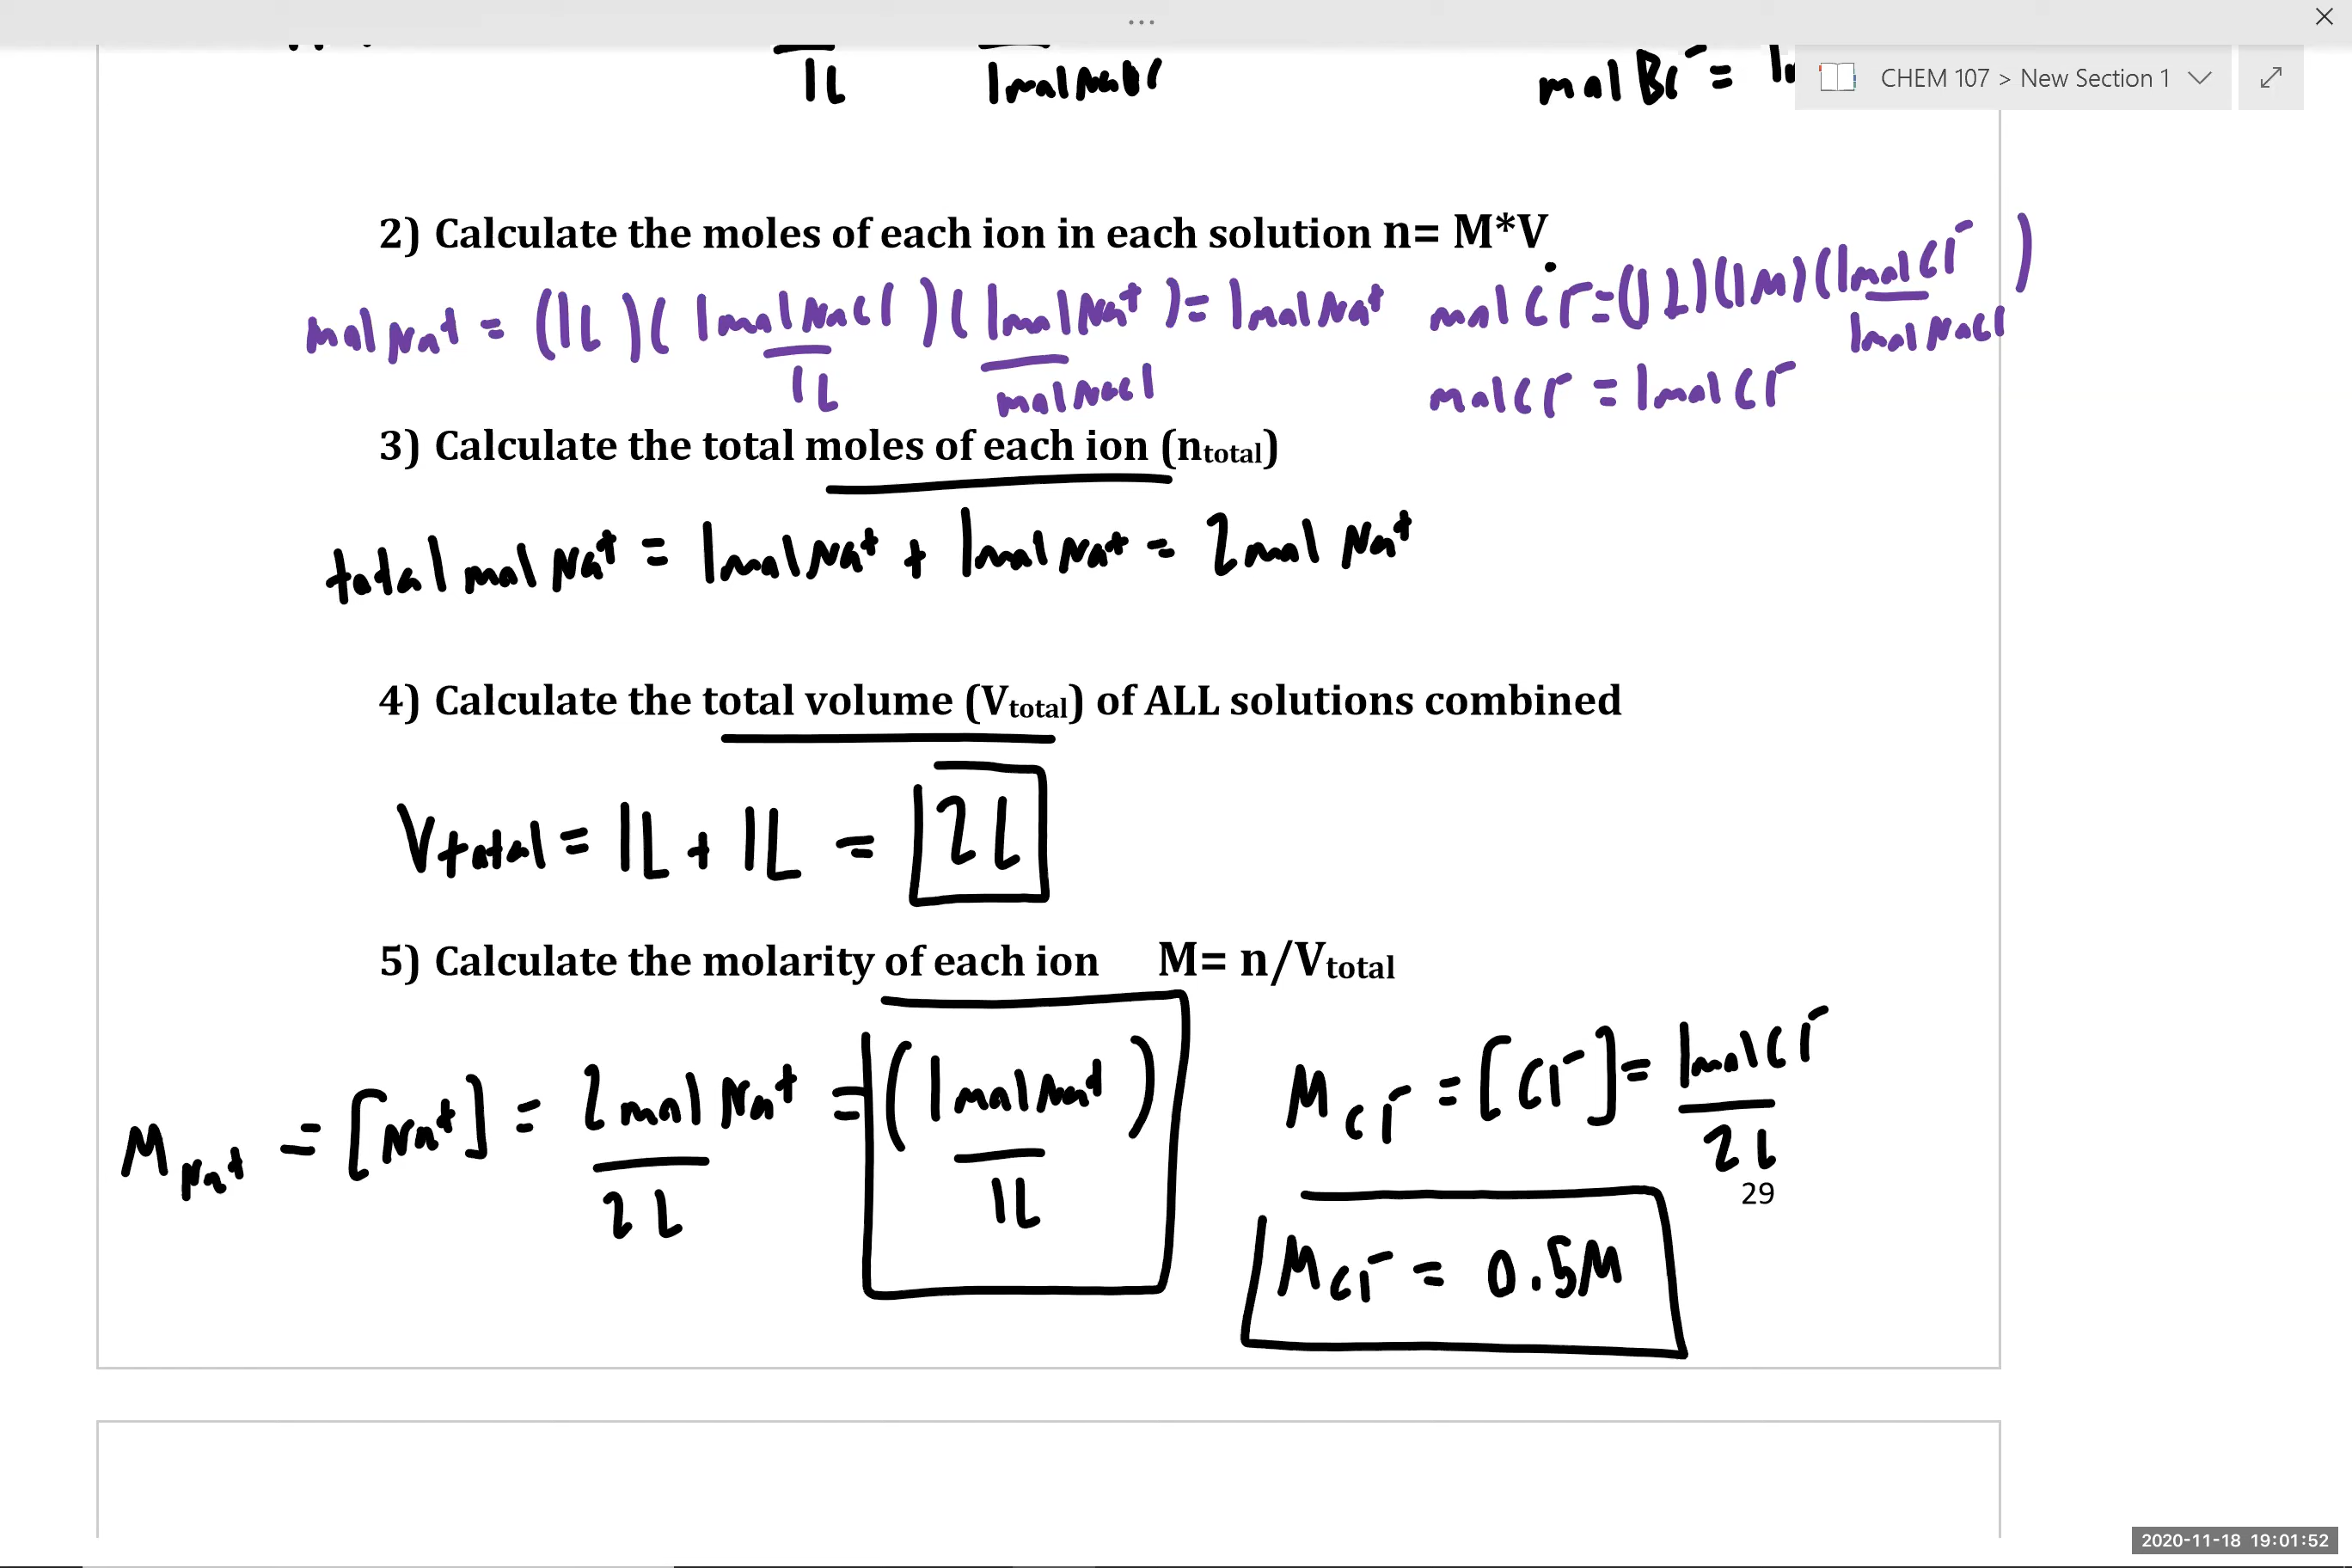 1L 1mol NaBr mol Br⁻ =
CHEM 107 > New Section 1
2) Calculate the moles of each ion in each solution n= M*V
mol Na⁺ = (1L)(1mol NaCl / 1L)(1mol Na⁺ / mol NaCl) = 1mol Na⁺
mol Cl⁻ = (1L)(1M)(1mol Cl⁻ / 1mol NaCl)
mol Cl⁻ = 1mol Cl⁻
3) Calculate the total moles of each ion (ntotal)
total mol Na⁺ = 1mol Na⁺ + 1mol Na⁺ = 2mol Na⁺
4) Calculate the total volume (Vtotal) of ALL solutions combined
Vtotal = 1L + 1L = 2L
5) Calculate the molarity of each ion M= n/Vtotal
M Na⁺ = [Na⁺] = 2mol Na⁺ / 2L = (1mol Na⁺ / 1L)
M Cl⁻ = [Cl⁻] = 1mol Cl⁻ / 2L
29
M Cl⁻ = 0.5M
2020-11-18 19:01:52